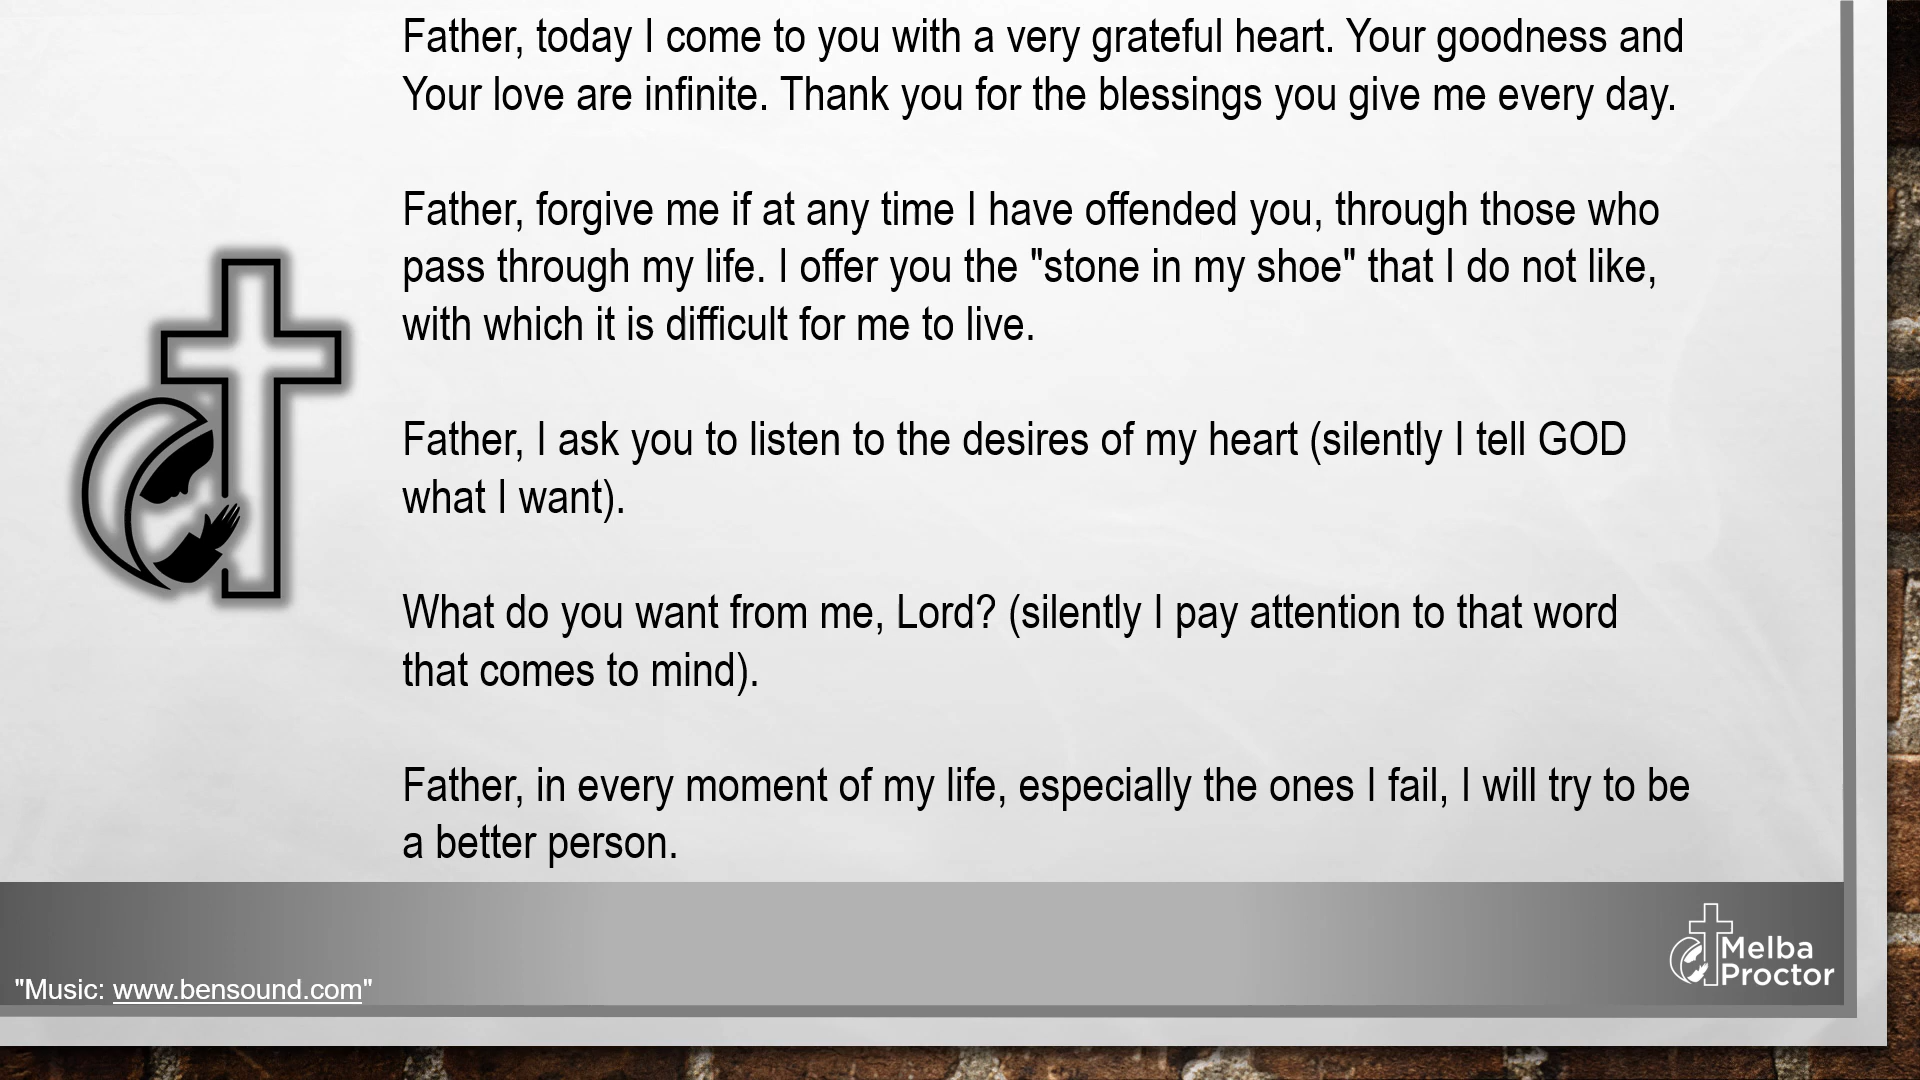 Father, today I come to you with a very grateful heart. Your goodness and
Your love are infinite. Thank you for the blessings you give me every day.
Father, forgive me if at any time I have offended you, through those who
pass through my life. I offer you the "stone in my shoe" that I do not like,
with which it is difficult for me to live.
Father, I ask you to listen to the desires of my heart (silently I tell GOD
what I want).
What do you want from me, Lord? (silently I pay attention to that word
that comes to mind).
Father, in every moment of my life, especially the ones I fail, I will try to be
a better person.
"Music: www.bensound.com"
Melba
Proctor